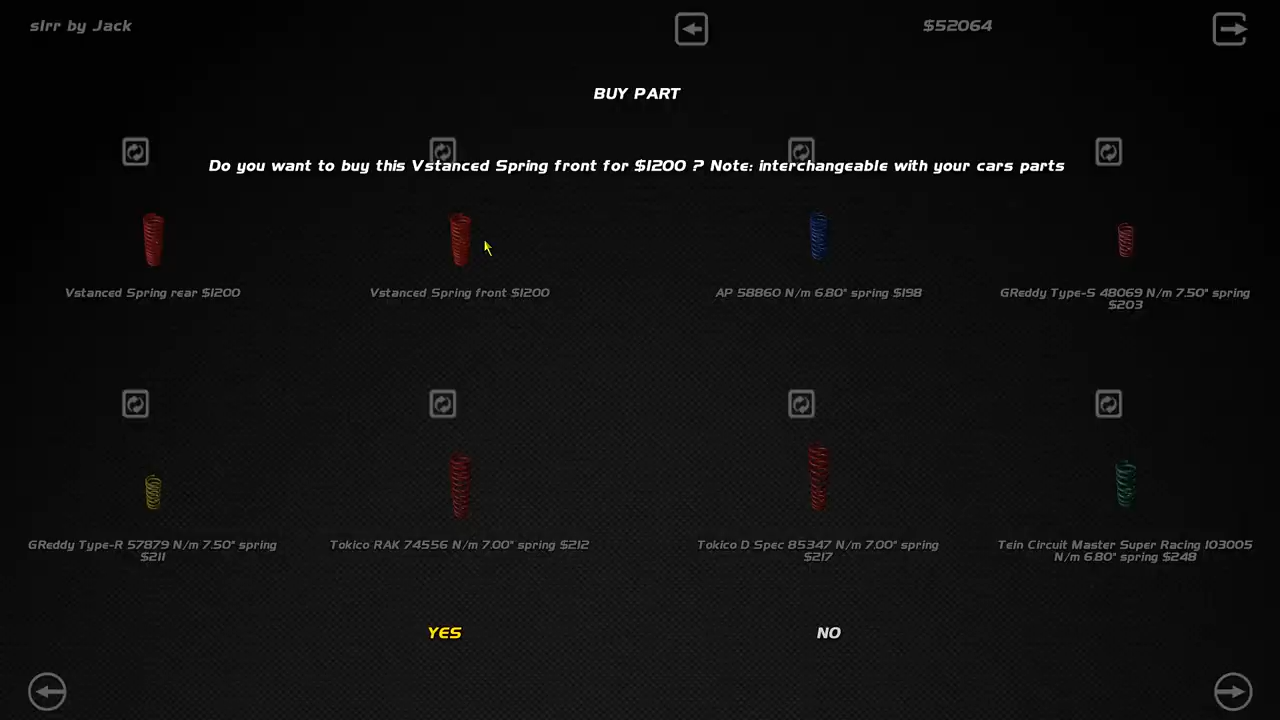 slrr by Jack
$52064
BUY PART
Do you want to buy this Vstanced Spring front for $1200 ? Note: interchangeable with your cars parts
Vstanced Spring rear $1200
Vstanced Spring front $1200
AP 58860 N/m 6.80" spring $198
GReddy Type-S 48069 N/m 7.50" spring
$203
GReddy Type-R 57879 N/m 7.50" spring
$211
Tokico RAK 74556 N/m 7.00" spring $212
Tokico D Spec 85347 N/m 7.00" spring
$217
Tein Circuit Master Super Racing 103005
N/m 6.80" spring $248
YES
NO